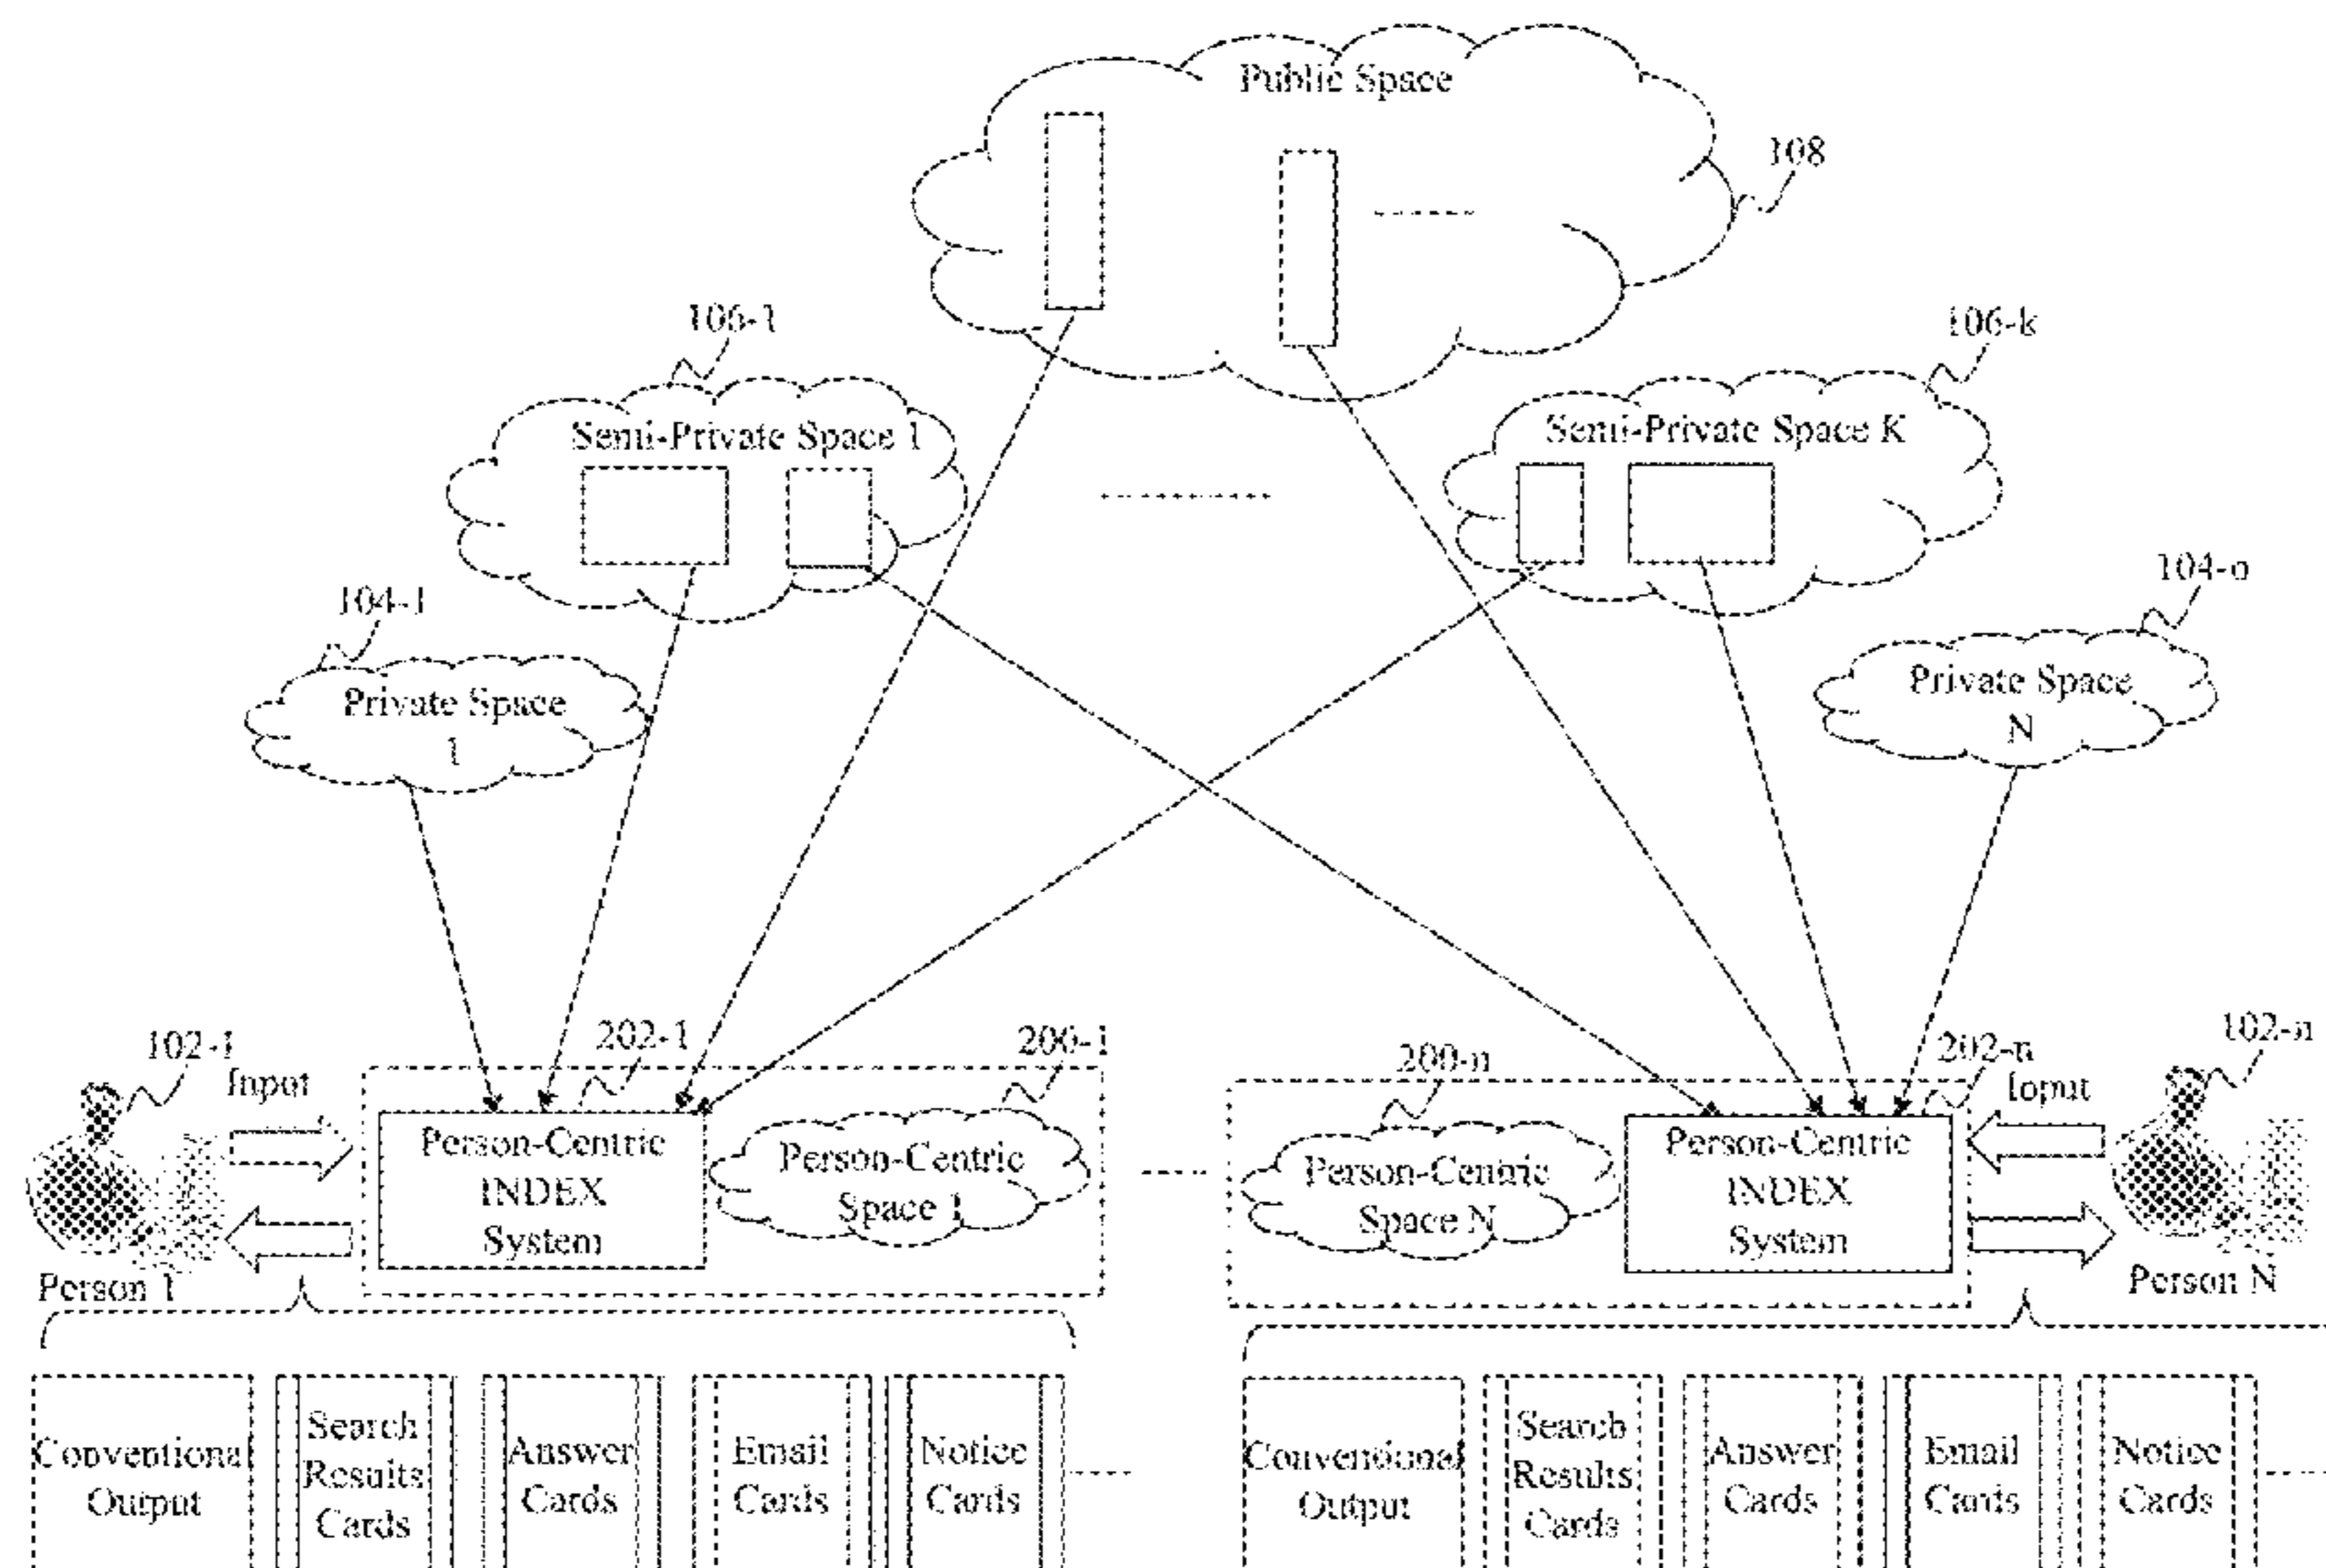 Public Space
108
106-1
106-k
Semi-Private Space 1
Semi-Private Space K
104-1
104-n
Private Space
1
Private Space
N
102-1
Input
202-1
200-1
200-n
202-n
Input
102-n
Person-Centric
INDEX
System
Person-Centric
Space 1
Person-Centric
Space N
Person-Centric
INDEX
System
Person 1
Person N
Conventional
Output
Search
Results
Cards
Answer
Cards
Email
Cards
Notice
Cards
Conventional
Output
Search
Results
Cards
Answer
Cards
Email
Cards
Notice
Cards